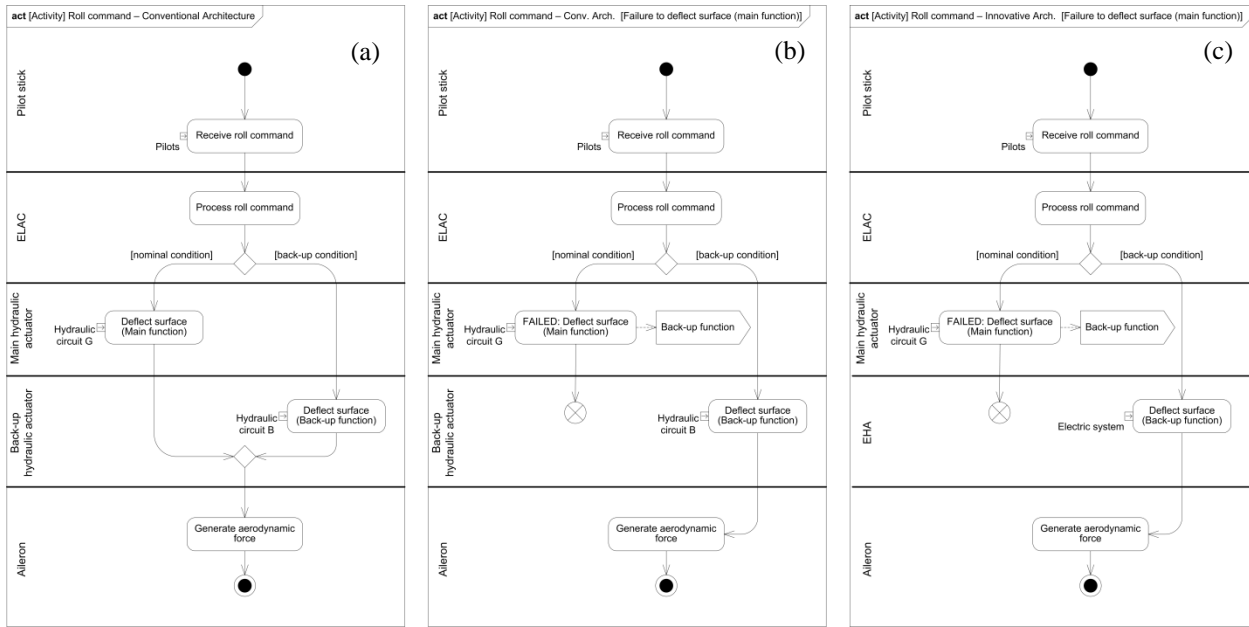 act [Activity] Roll command – Conventional Architecture
(a)
Pilot stick
Receive roll command
Pilots
ELAC
Process roll command
[nominal condition]
[back-up condition]
Main hydraulic
actuator
Deflect surface
(Main function)
Hydraulic
circuit G
Back-up
hydraulic actuator
Deflect surface
(Back-up function)
Hydraulic
circuit B
Aileron
Generate aerodynamic
force
act [Activity] Roll command – Conv. Arch. [Failure to deflect surface (main function)]
(b)
Pilot stick
Receive roll command
Pilots
ELAC
Process roll command
[nominal condition]
[back-up condition]
Main hydraulic
actuator
FAILED: Deflect surface
(Main function)
Hydraulic
circuit G
Back-up function
Back-up
hydraulic actuator
Deflect surface
(Back-up function)
Hydraulic
circuit B
Aileron
Generate aerodynamic
force
act [Activity] Roll command – Innovative Arch. [Failure to deflect surface (main function)]
(c)
Pilot stick
Receive roll command
Pilots
ELAC
Process roll command
[nominal condition]
[back-up condition]
Main hydraulic
actuator
FAILED: Deflect surface
(Main function)
Hydraulic
circuit G
Back-up function
EHA
Deflect surface
(Back-up function)
Electric system
Aileron
Generate aerodynamic
force